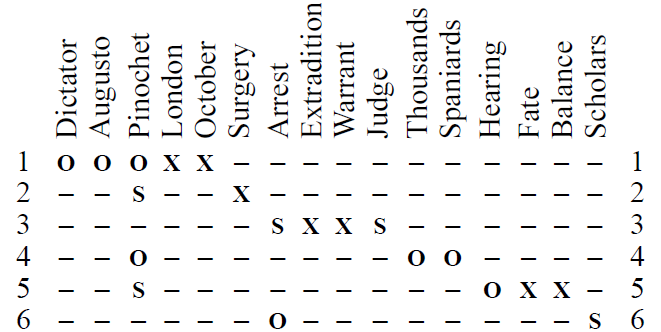 Dictator Augusto Pinochet London October Surgery Arrest Extradition Warrant Judge Thousands Spaniards Hearing Fate Balance Scholars
1 O O O X X – – – – – – – – – – – 1
2 – – S – – X – – – – – – – – – – 2
3 – – – – – – S X X S – – – – – – 3
4 – – O – – – – – – – O O – – – – 4
5 – – S – – – – – – – – – O X X – 5
6 – – – – – – O – – – – – – – – S 6